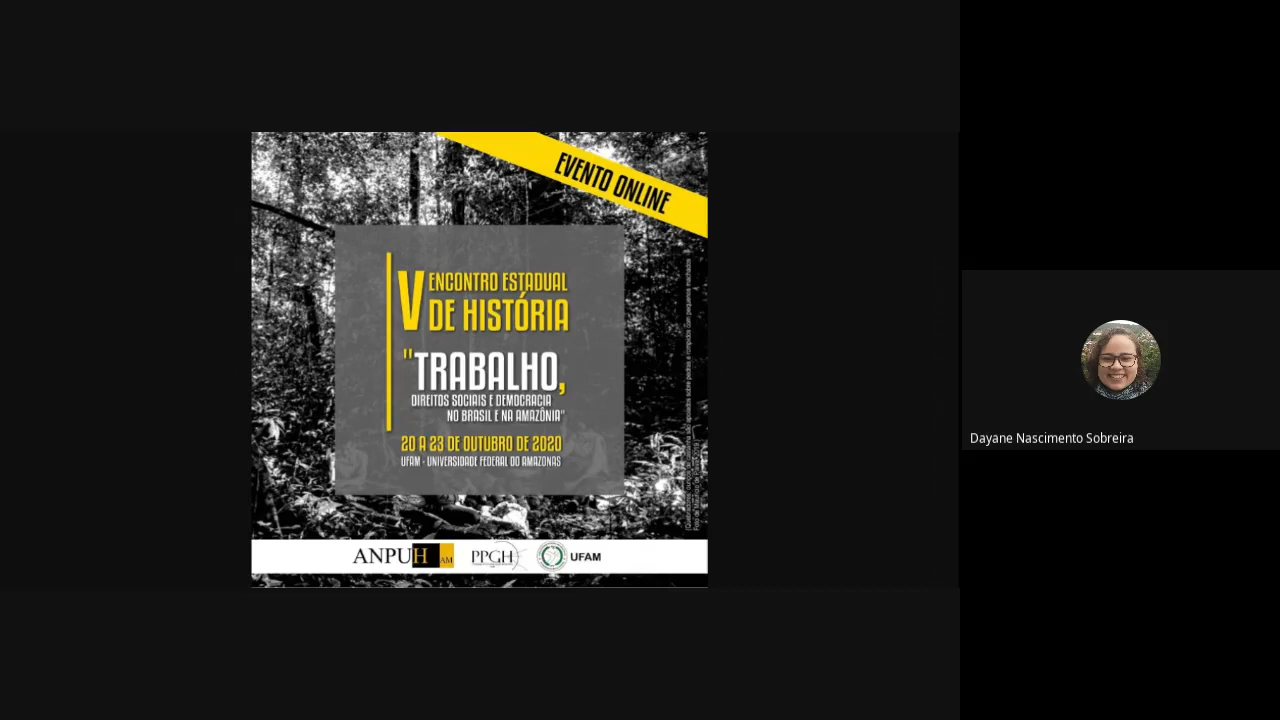 EVENTO ONLINE
V ENCONTRO ESTADUAL
DE HISTÓRIA
"TRABALHO,
DIREITOS SOCIAIS E DEMOCRACIA
NO BRASIL E NA AMAZÔNIA"
20 A 23 DE OUTUBRO DE 2020
UFAM - UNIVERSIDADE FEDERAL DO AMAZONAS
ANPUH AM
PPGH
UFAM
Dayane Nascimento Sobreira